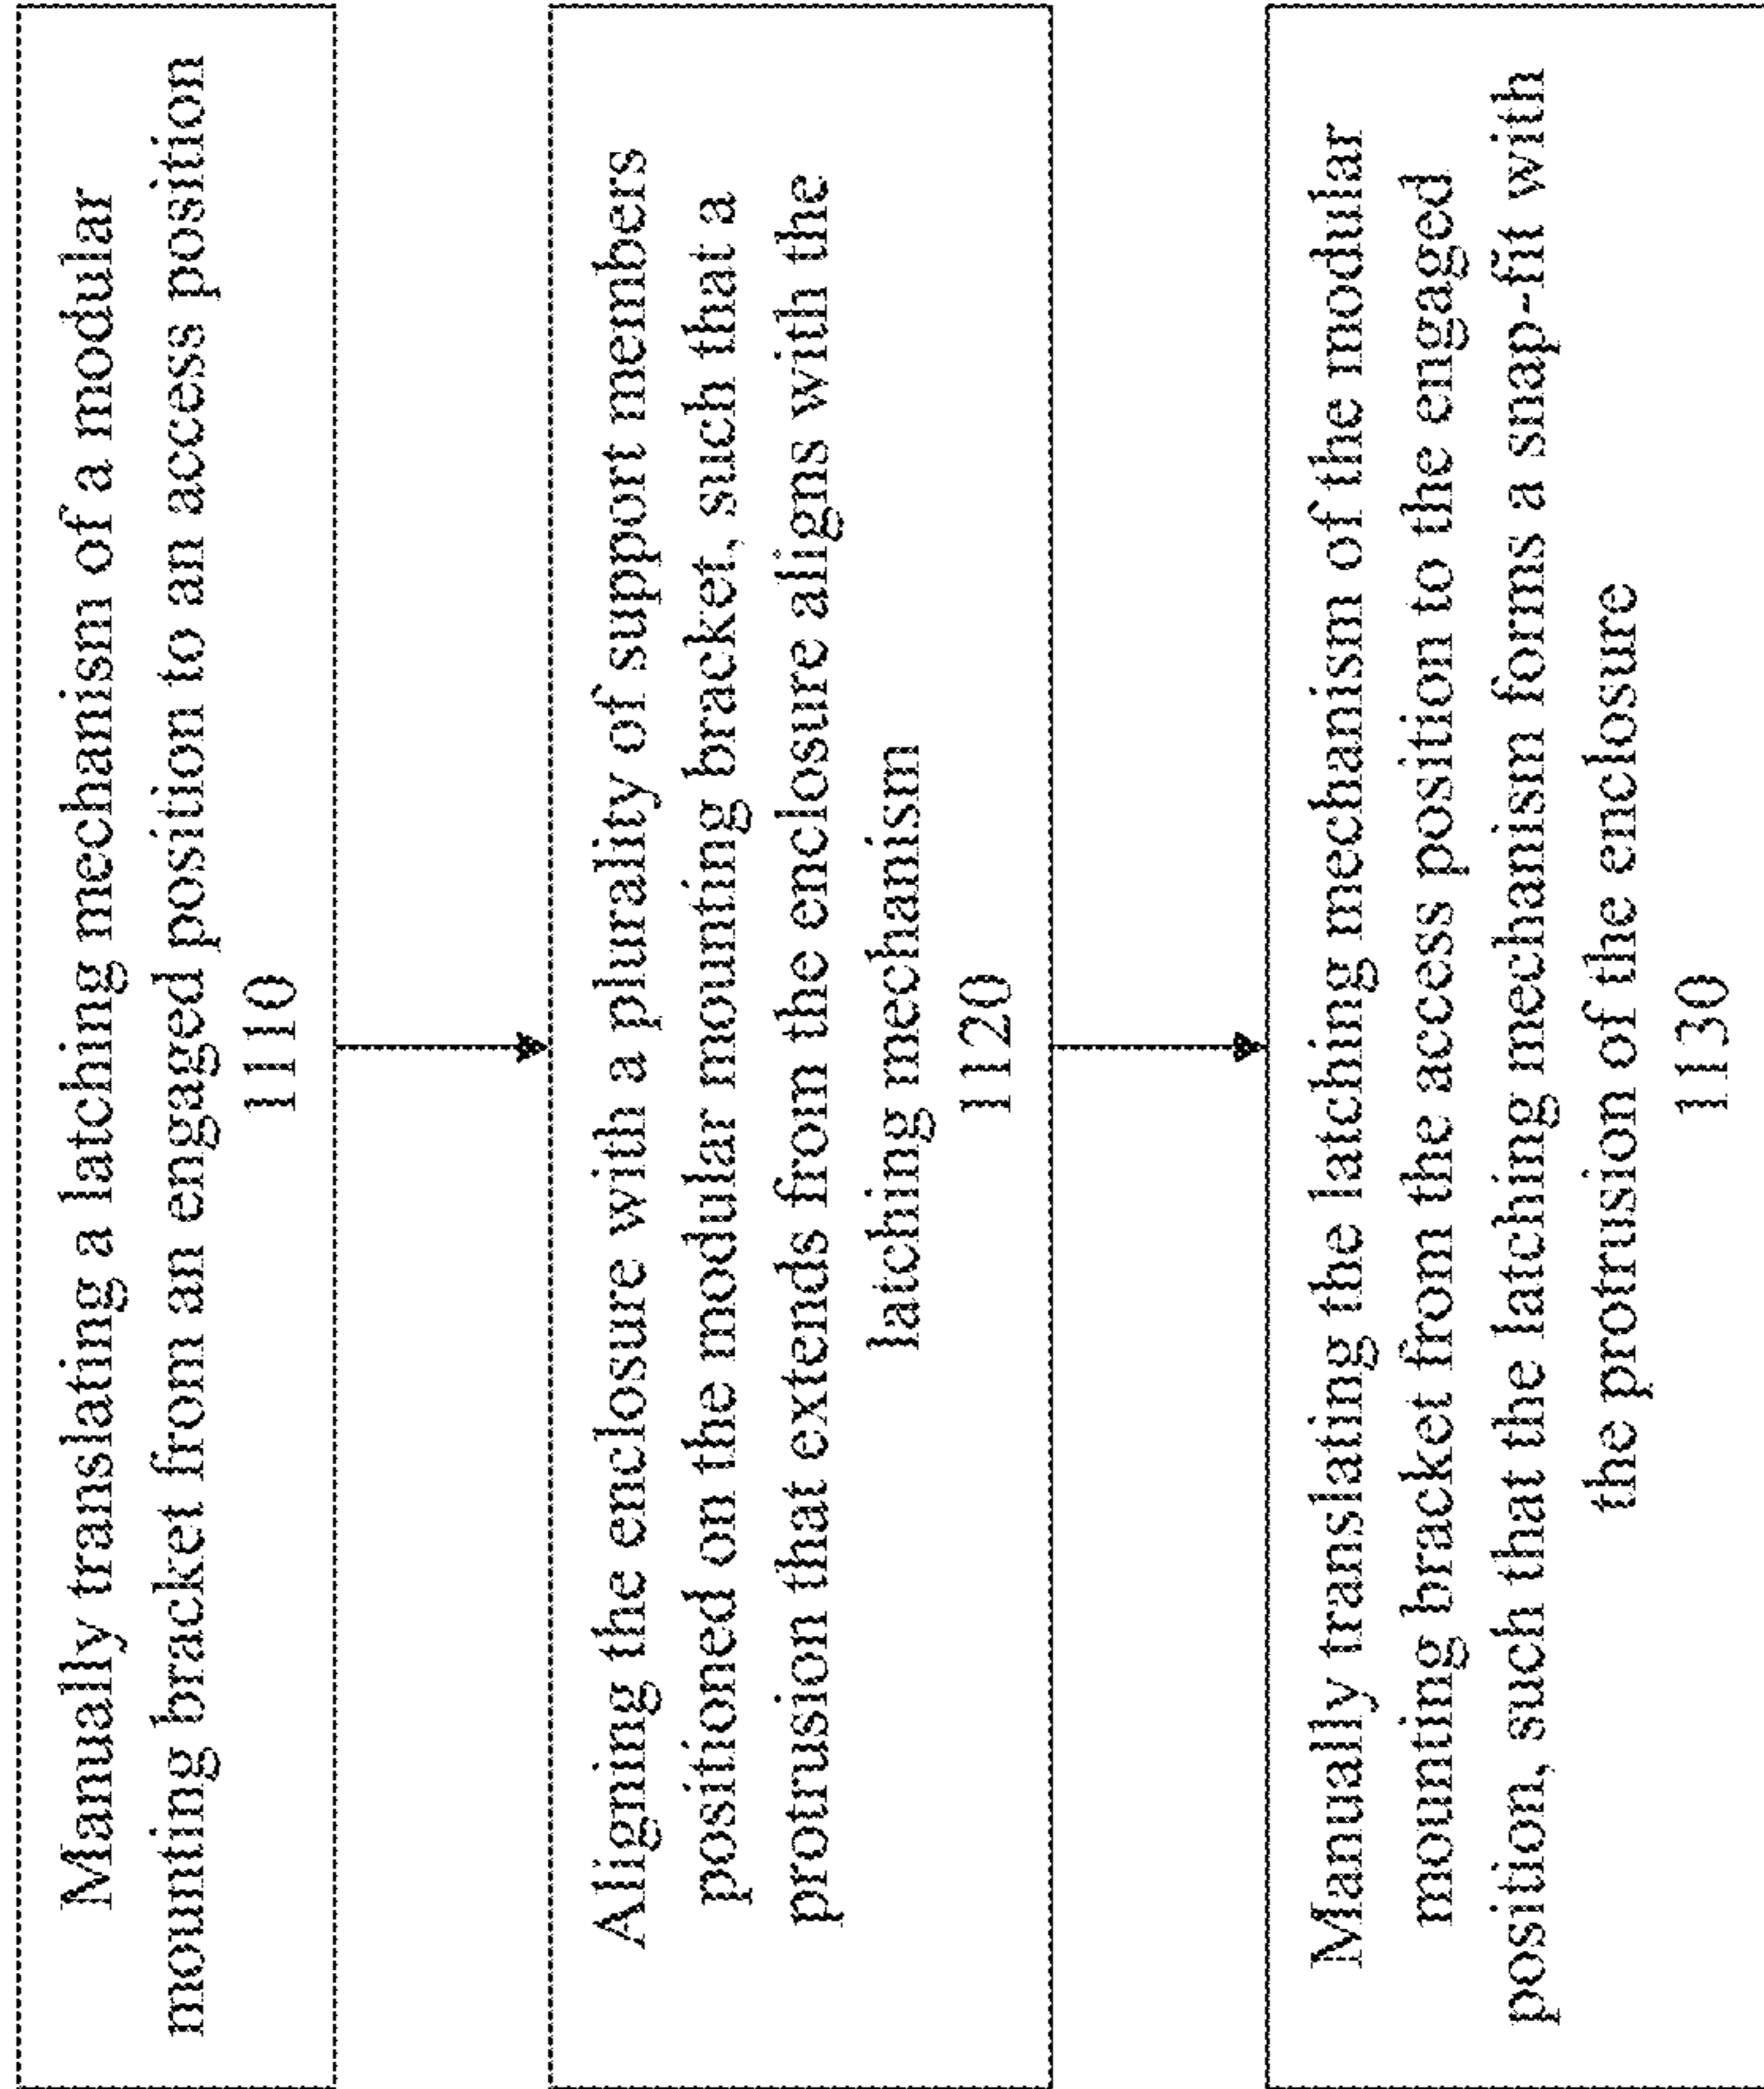 Manually translating a latching mechanism of a modular
mounting bracket from an engaged position to an access position
1110
Aligning the enclosure with a plurality of support members
positioned on the modular mounting bracket, such that a
protrusion that extends from the enclosure aligns with the
latching mechanism
1120
Manually translating the latching mechanism of the modular
mounting bracket from the access position to the engaged
position, such that the latching mechanism forms a snap-fit with
the protrusion of the enclosure
1130